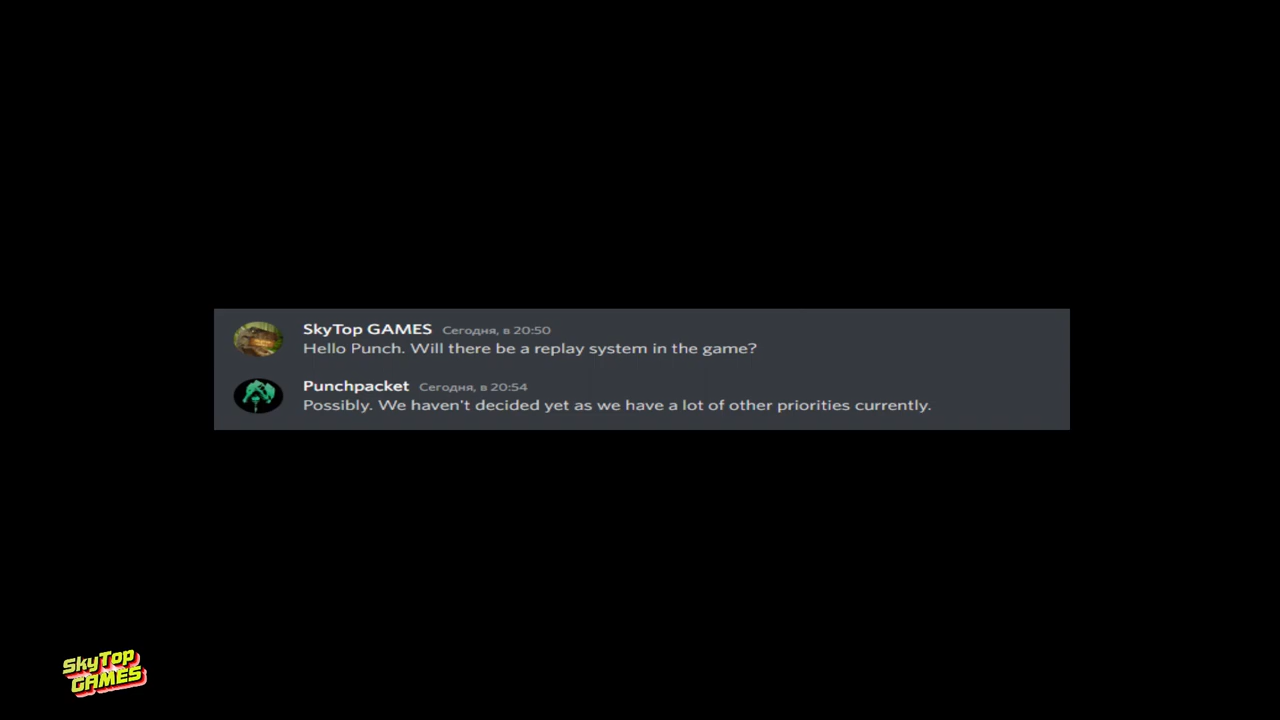 SkyTop GAMES Сегодня, в 20:50
Hello Punch. Will there be a replay system in the game?
Punchpacket Сегодня, в 20:54
Possibly. We haven't decided yet as we have a lot of other priorities currently.
SkyTop
GAMES